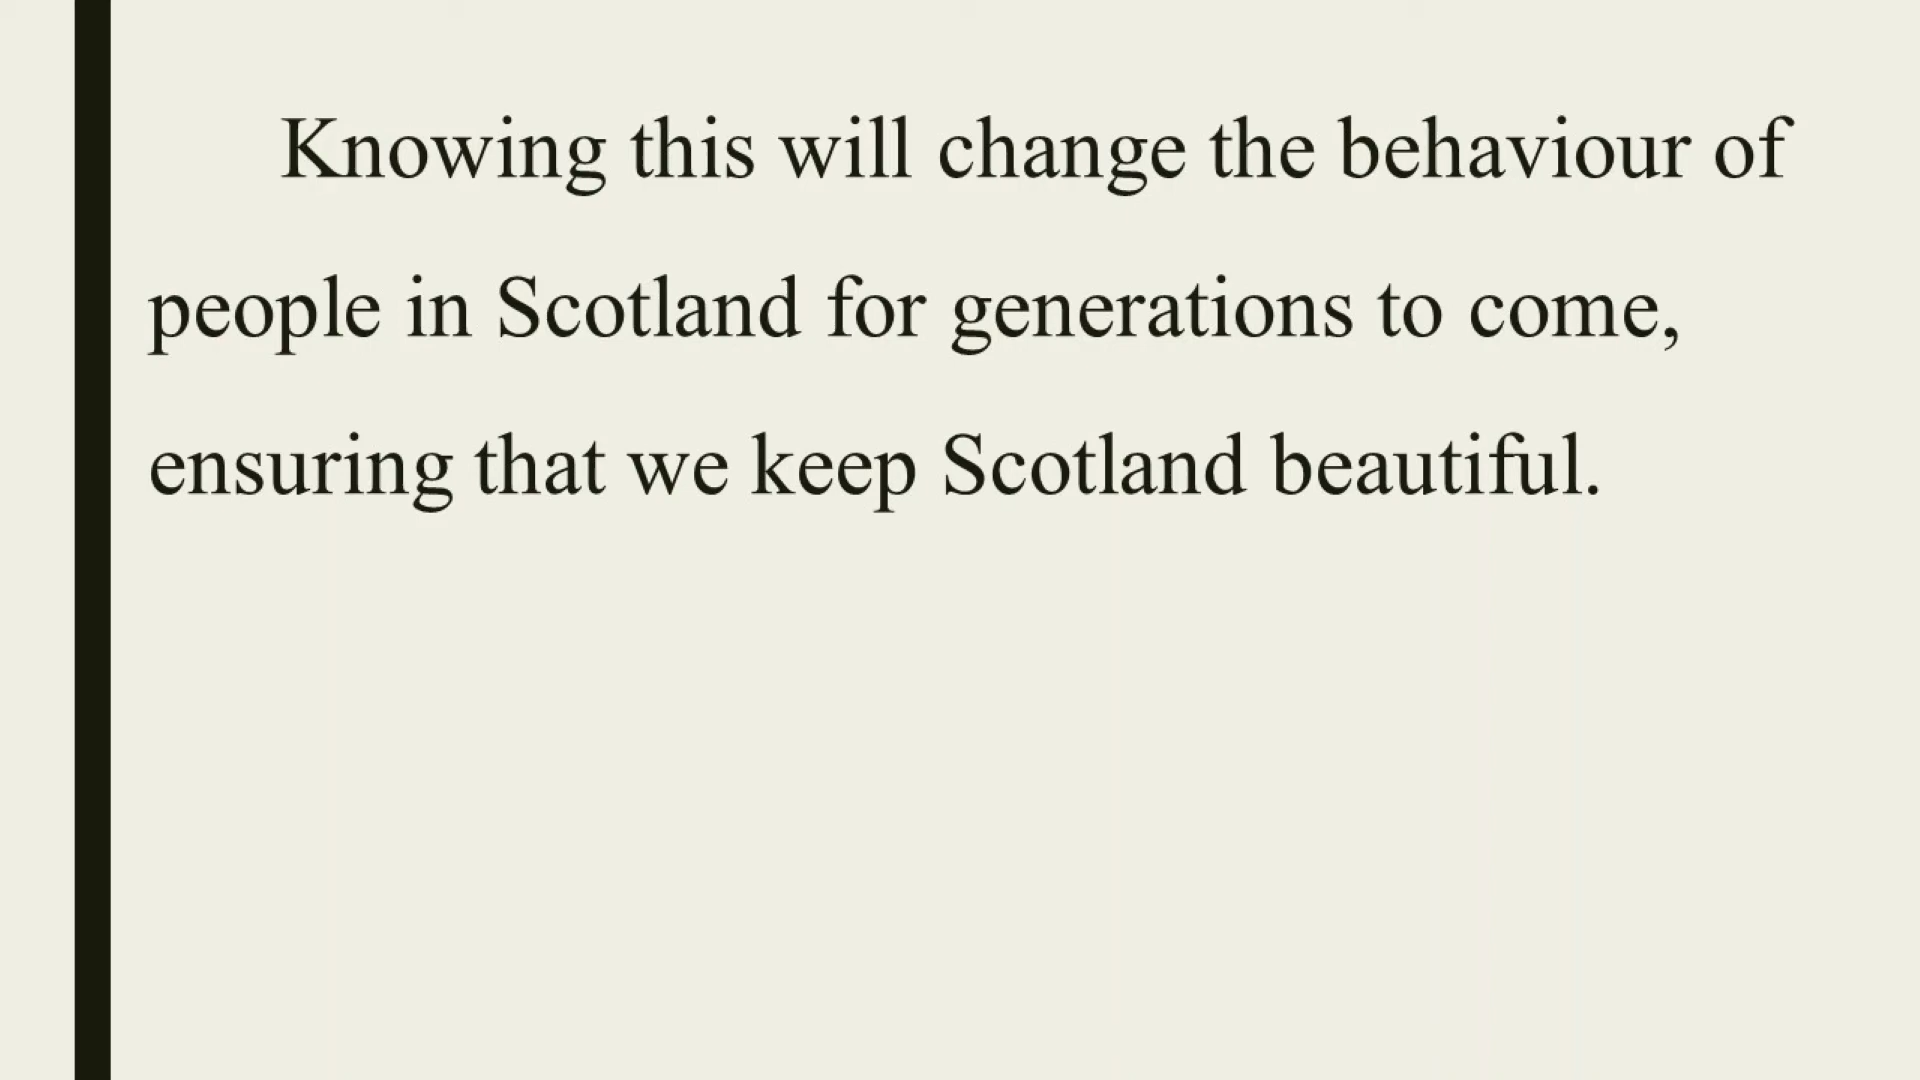 Knowing this will change the behaviour of
people in Scotland for generations to come,
ensuring that we keep Scotland beautiful.